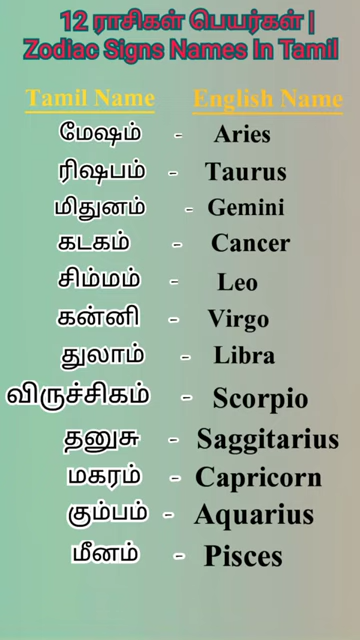 12 ராசிகள் பெயர்கள் |
Zodiac Signs Names In Tamil
Tamil Name English Name
மேஷம் - Aries
ரிஷபம் - Taurus
மிதுனம் - Gemini
கடகம் - Cancer
சிம்மம் - Leo
கன்னி - Virgo
துலாம் - Libra
விருச்சிகம் - Scorpio
தனுசு - Saggitarius
மகரம் - Capricorn
கும்பம் - Aquarius
மீனம் - Pisces